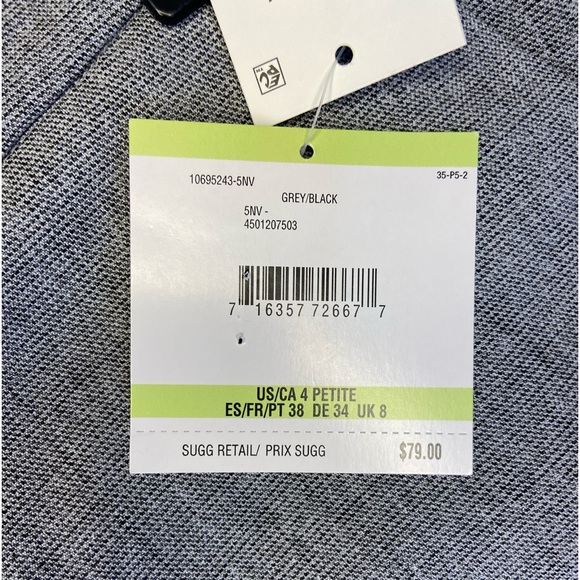 10695243-5NV
35-P5-2
GREY/BLACK
5NV -
4501207503
7 16357 72667 7
US/CA 4 PETITE
ES/FR/PT 38 DE 34 UK 8
SUGG RETAIL/ PRIX SUGG $79.00